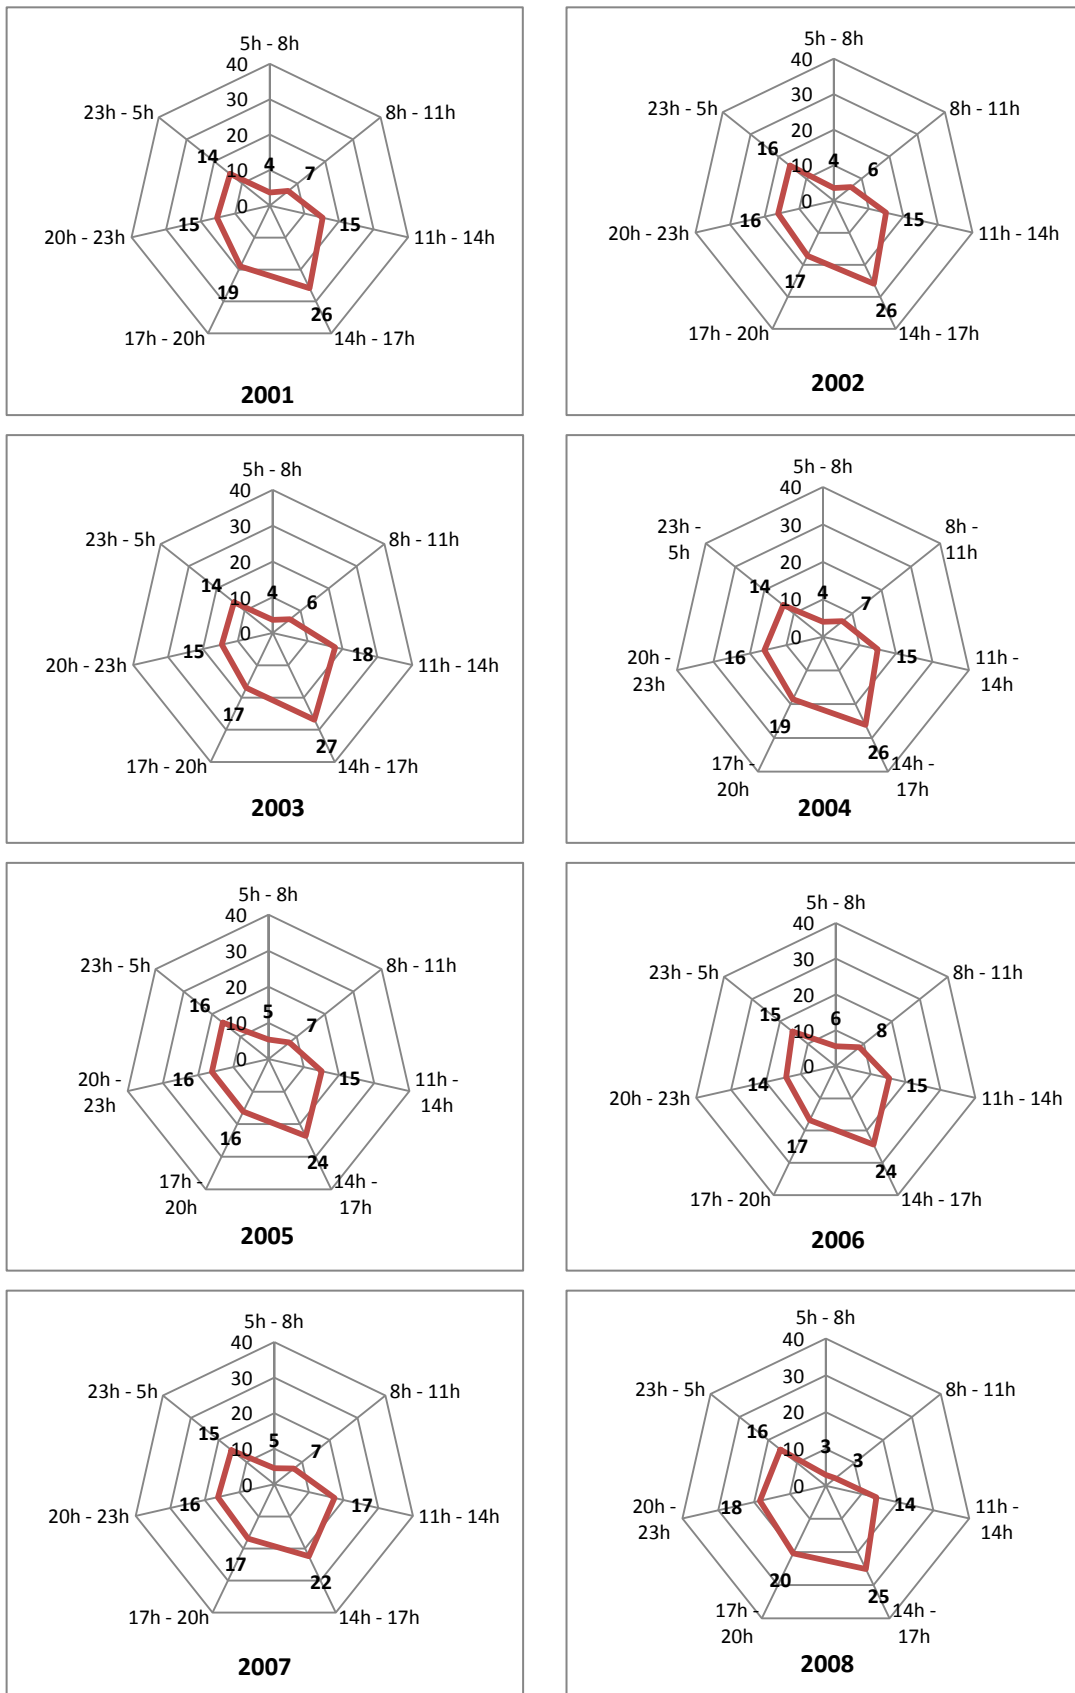 5h - 8h
40
23h - 5h
30
8h - 11h
20
14
10
4
7
0
20h - 23h
15
15
11h - 14h
19
26
17h - 20h
14h - 17h
2001
5h - 8h
40
23h - 5h
30
8h - 11h
20
16
10
4
6
0
20h - 23h
16
15
11h - 14h
17
26
17h - 20h
14h - 17h
2002
5h - 8h
40
23h - 5h
30
8h - 11h
20
14
10
4
6
0
20h - 23h
15
18
11h - 14h
17
27
17h - 20h
14h - 17h
2003
5h - 8h
40
23h -
5h
30
8h -
11h
20
14
10
4
7
0
20h -
23h
16
15
11h -
14h
19
26
17h -
20h
14h -
17h
2004
5h - 8h
40
23h - 5h
30
8h - 11h
20
16
10
5
7
0
20h -
23h
16
15
11h -
14h
16
24
17h -
20h
14h -
17h
2005
5h - 8h
40
23h - 5h
30
8h - 11h
20
15
10
6
8
0
20h - 23h
14
15
11h - 14h
17
24
17h - 20h
14h - 17h
2006
5h - 8h
40
23h - 5h
30
8h - 11h
20
15
10
5
7
0
20h - 23h
16
17
11h - 14h
17
22
17h - 20h
14h - 17h
2007
5h - 8h
40
23h - 5h
30
8h - 11h
20
16
10
3
3
0
20h -
23h
18
14
11h -
14h
20
25
17h -
20h
14h -
17h
2008